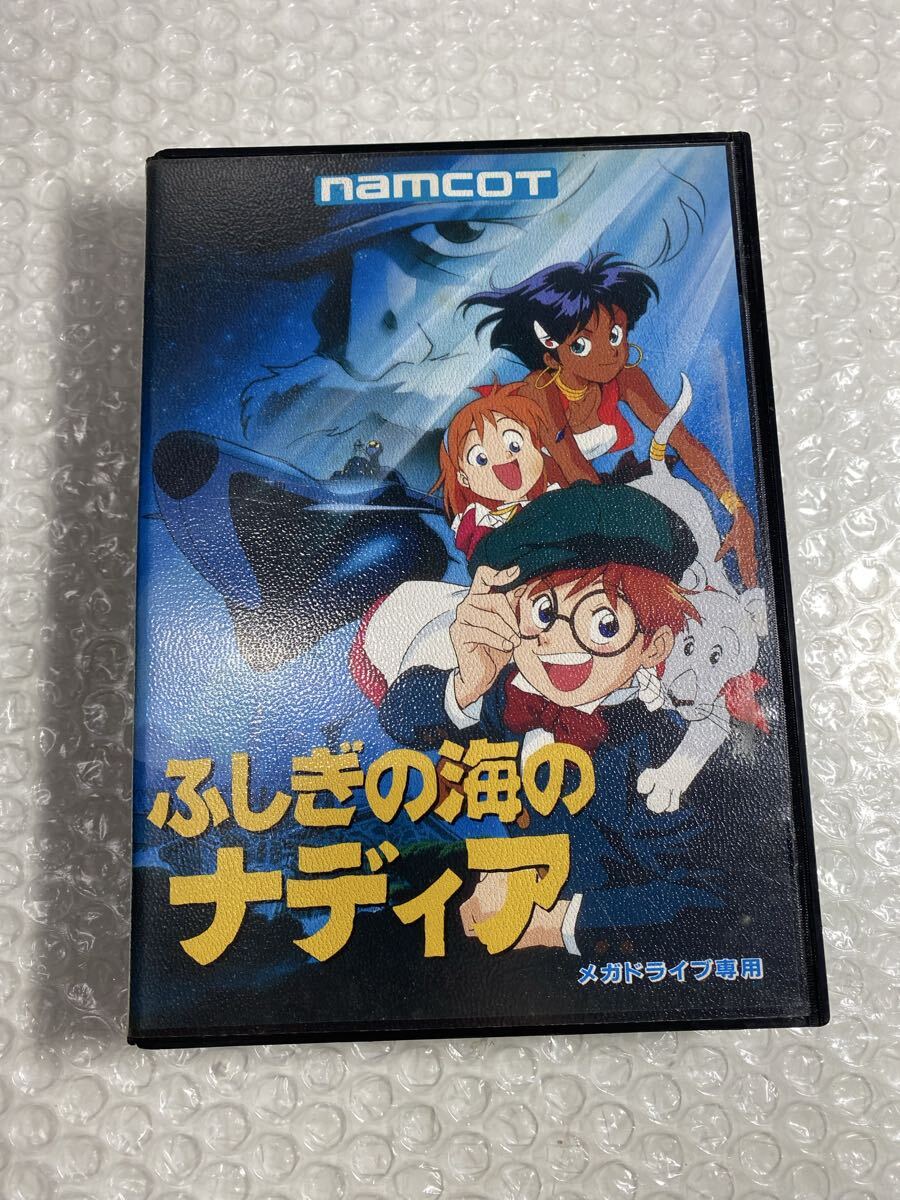 namcot
ふしぎの海の
ナディア
メガドライブ専用